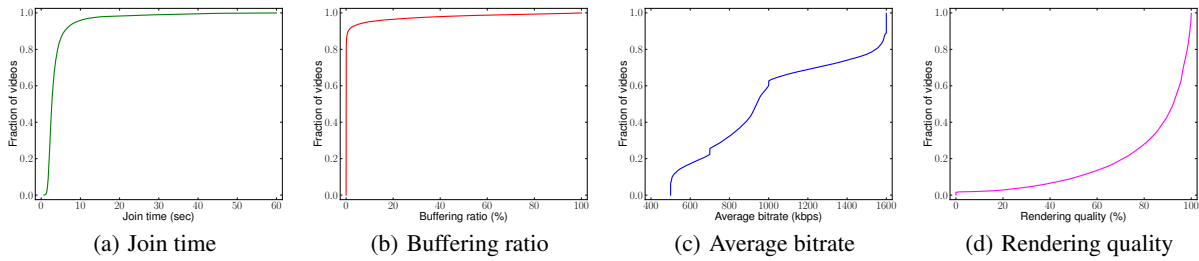 Fraction of videos
1.0
0.8
0.6
0.4
0.2
0.0
0 10 20 30 40 50 60
Join time (sec)
(a) Join time
Fraction of videos
1.0
0.8
0.6
0.4
0.2
0.0
0 20 40 60 80 100
Buffering ratio (%)
(b) Buffering ratio
Fraction of videos
1.0
0.8
0.6
0.4
0.2
0.0
400 600 800 1000 1200 1400 1600
Average bitrate (kbps)
(c) Average bitrate
Fraction of videos
1.0
0.8
0.6
0.4
0.2
0.0
0 20 40 60 80 100
Rendering quality (%)
(d) Rendering quality